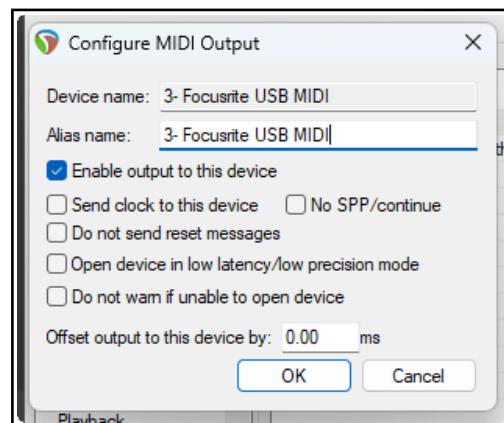 Configure MIDI Output
Device name: 3- Focusrite USB MIDI
Alias name: 3- Focusrite USB MIDI
Enable output to this device
Send clock to this device No SPP/continue
Do not send reset messages
Open device in low latency/low precision mode
Do not warn if unable to open device
Offset output to this device by: 0.00 ms
OK Cancel
Playback